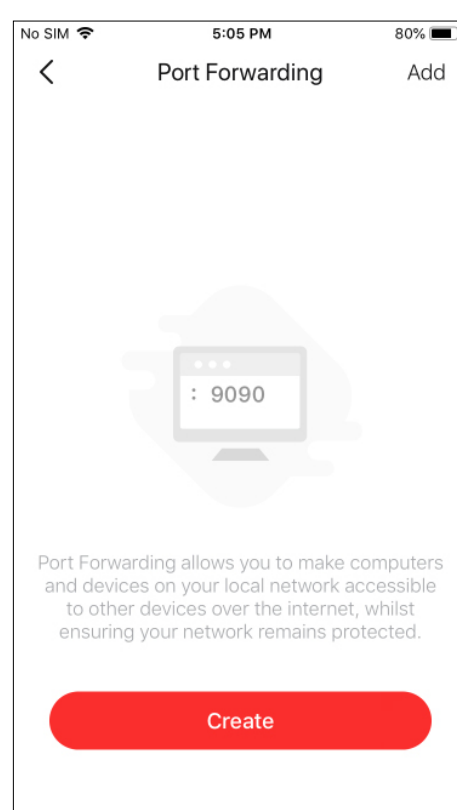 No SIM 5:05 PM 80%
Port Forwarding Add
: 9090
Port Forwarding allows you to make computers
and devices on your local network accessible
to other devices over the internet, whilst
ensuring your network remains protected.
Create